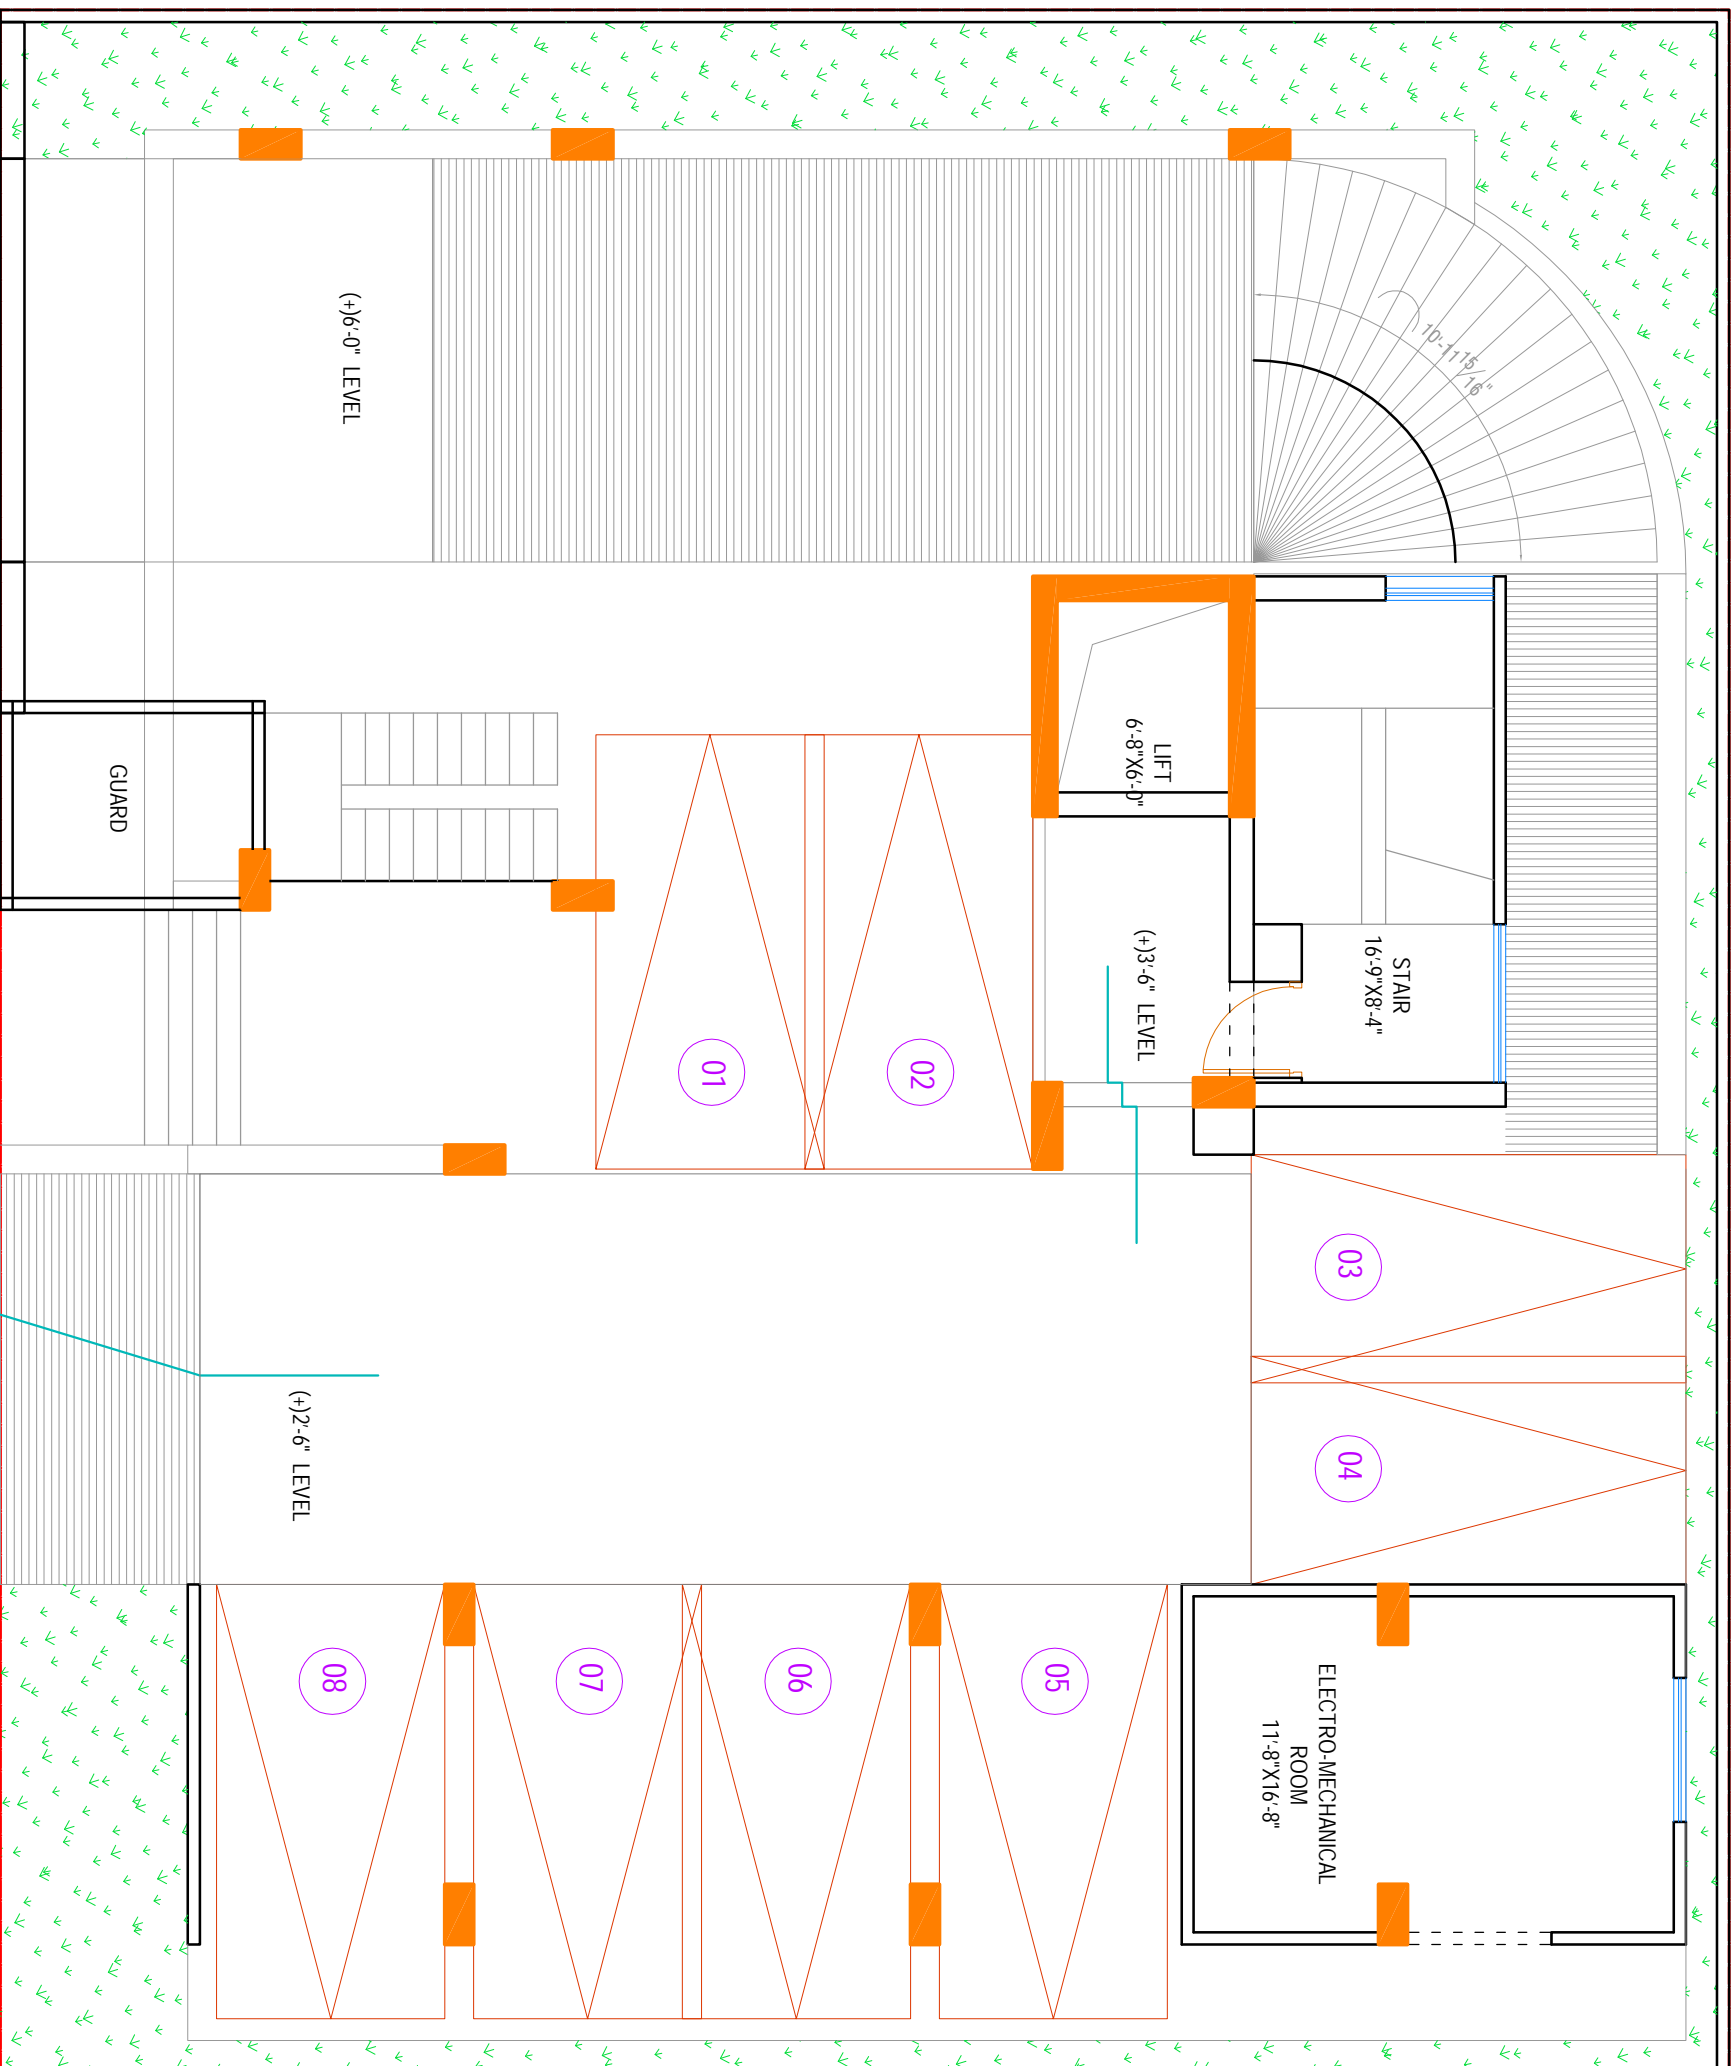 (+)6'-0" LEVEL
10'-11 15/16"
LIFT
6'-8"X6'-0"
STAIR
16'-9"X8'-4"
(+)3'-6" LEVEL
GUARD
01
02
03
04
(+)2'-6" LEVEL
08
07
06
05
ELECTRO-MECHANICAL
ROOM
11'-8"X16'-8"